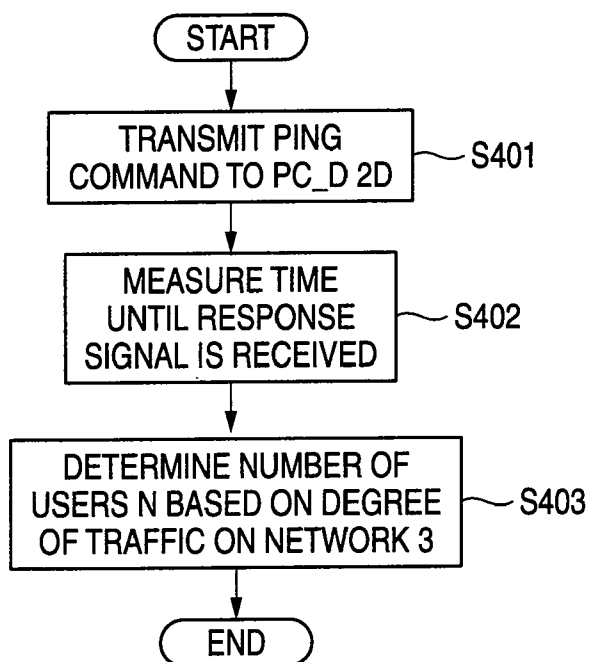 START
TRANSMIT PING
COMMAND TO PC_D 2D
S401
MEASURE TIME
UNTIL RESPONSE
SIGNAL IS RECEIVED
S402
DETERMINE NUMBER OF
USERS N BASED ON DEGREE
OF TRAFFIC ON NETWORK 3
S403
END